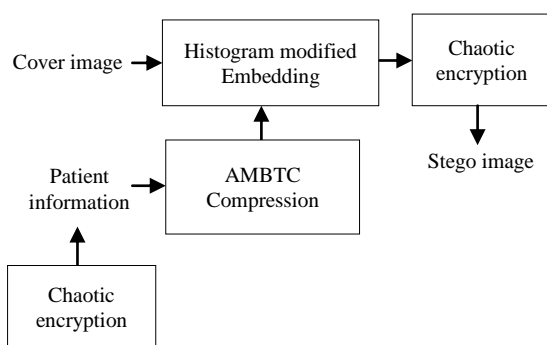 Cover image
Histogram modified
Embedding
Chaotic
encryption
Stego image
Patient
information
AMBTC
Compression
Chaotic
encryption